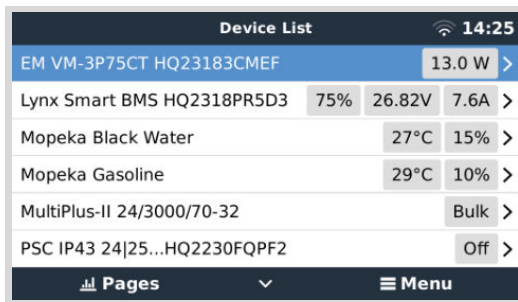 Device List 14:25
EM VM-3P75CT HQ23183CMEF 13.0 W
Lynx Smart BMS HQ2318PR5D3 75% 26.82V 7.6A
Mopeka Black Water 27°C 15%
Mopeka Gasoline 29°C 10%
MultiPlus-II 24/3000/70-32 Bulk
PSC IP43 24|25...HQ2230FQPF2 Off
Pages Menu